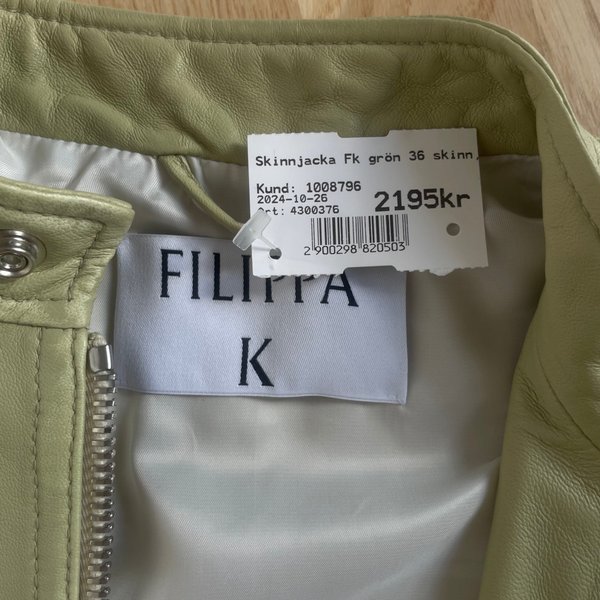 Skinnjacka Fk grön 36 skinn,
Kund: 1008796
2024-10-26
Art: 4300376
2195kr
2 900298 820503
FILIPPA
K